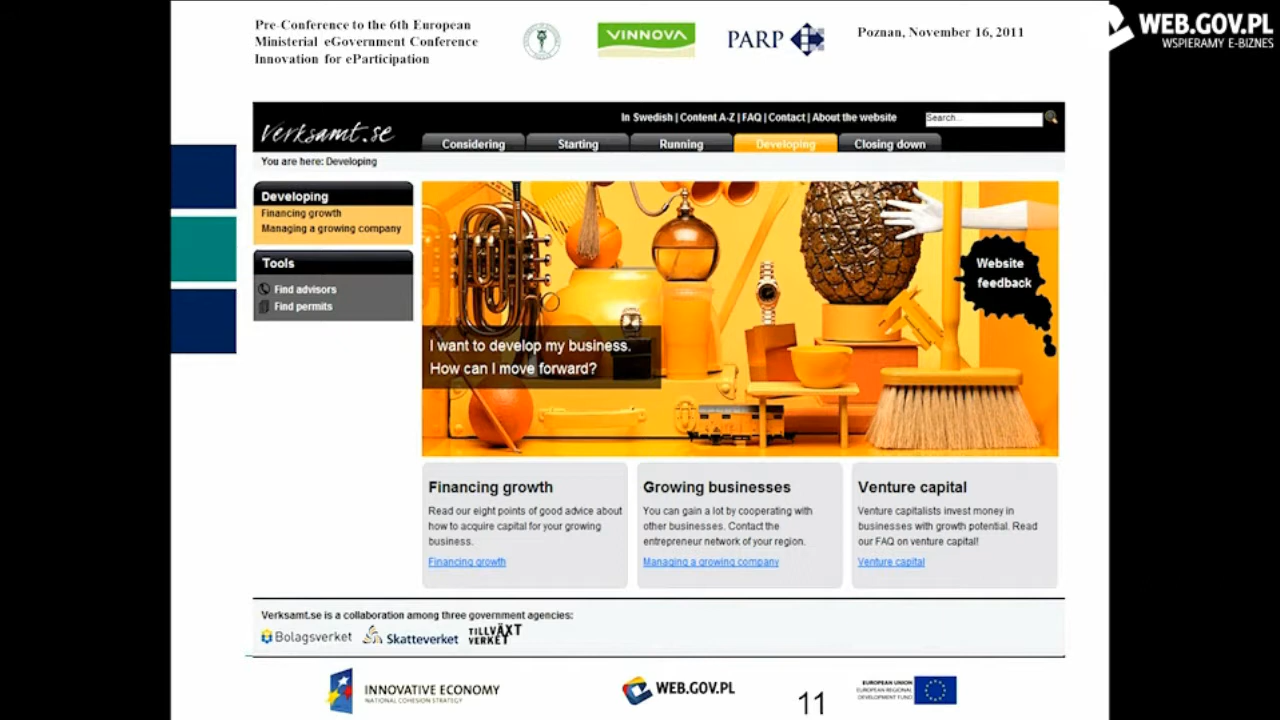 Pre-Conference to the 6th European
Ministerial eGovernment Conference
Innovation for eParticipation
VINNOVA
PARP
Poznan, November 16, 2011
WEB.GOV.PL
WSPIERAMY E-BIZNES
Verksamt.se
In Swedish | Content A-Z | FAQ | Contact | About the website
Search...
Considering
Starting
Running
Developing
Closing down
You are here: Developing
Developing
Financing growth
Managing a growing company
Tools
Find advisors
Find permits
Website
feedback
I want to develop my business.
How can I move forward?
Financing growth
Read our eight points of good advice about
how to acquire capital for your growing
business.
Financing growth
Growing businesses
You can gain a lot by cooperating with
other businesses. Contact the
entrepreneur network of your region.
Managing a growing company
Venture capital
Venture capitalists invest money in
businesses with growth potential. Read
our FAQ on venture capital!
Venture capital
Verksamt.se is a collaboration among three government agencies:
Bolagsverket
Skatteverket
TILLVÄXT
VERKET
INNOVATIVE ECONOMY
NATIONAL COHESION STRATEGY
WEB.GOV.PL
11
EUROPEAN UNION
EUROPEAN REGIONAL
DEVELOPMENT FUND